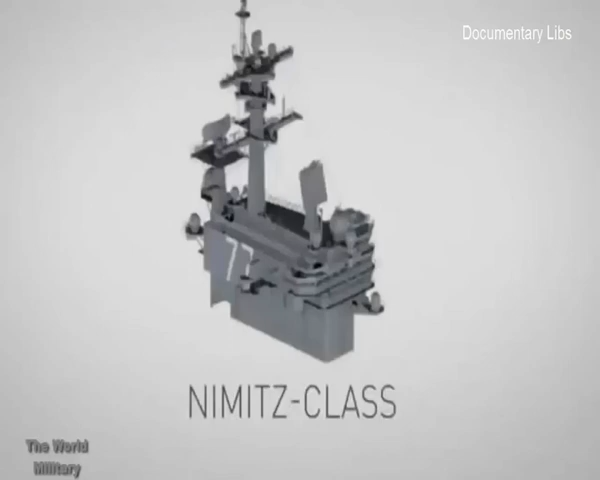 Documentary Libs
77
NIMITZ-CLASS
The World
Military